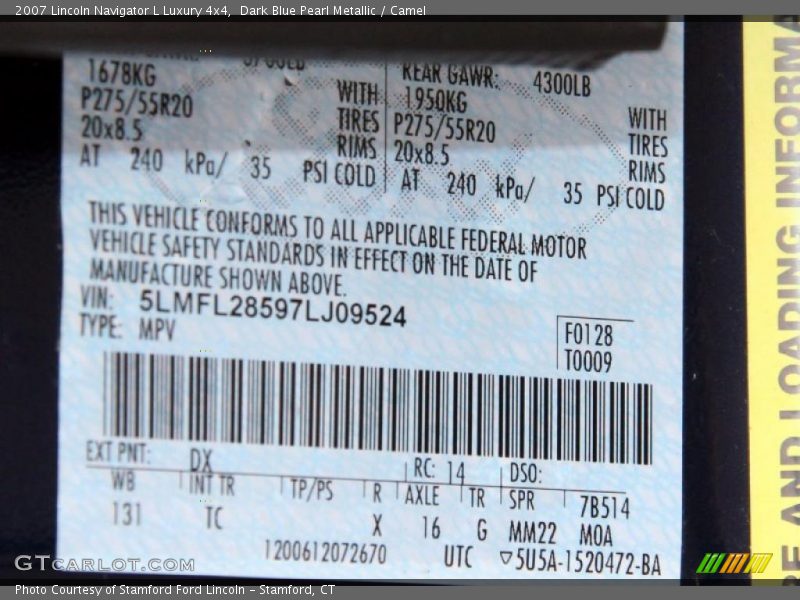 2007 Lincoln Navigator L Luxury 4x4, Dark Blue Pearl Metallic / Camel
1678KG
P275/55R20
20x8.5
AT 240 kPa/ 35 PSI COLD
WITH
TIRES
RIMS
REAR GAWR: 4300LB
1950KG
P275/55R20
20x8.5
AT 240 kPa/ 35 PSI COLD
WITH
TIRES
RIMS
THIS VEHICLE CONFORMS TO ALL APPLICABLE FEDERAL MOTOR
VEHICLE SAFETY STANDARDS IN EFFECT ON THE DATE OF
MANUFACTURE SHOWN ABOVE.
VIN: 5LMFL28597LJ09524
TYPE: MPV
F0128
T0009
EXT PNT: DX RC: 14 DSO:
WB INT TR TP/PS R AXLE TR SPR 7B514
131 TC X 16 G MM22 MOA
1200612072670 UTC ▽5U5A-1520472-BA
AND LOADING
GTCARLOT.COM
Photo Courtesy of Stamford Ford Lincoln - Stamford, CT